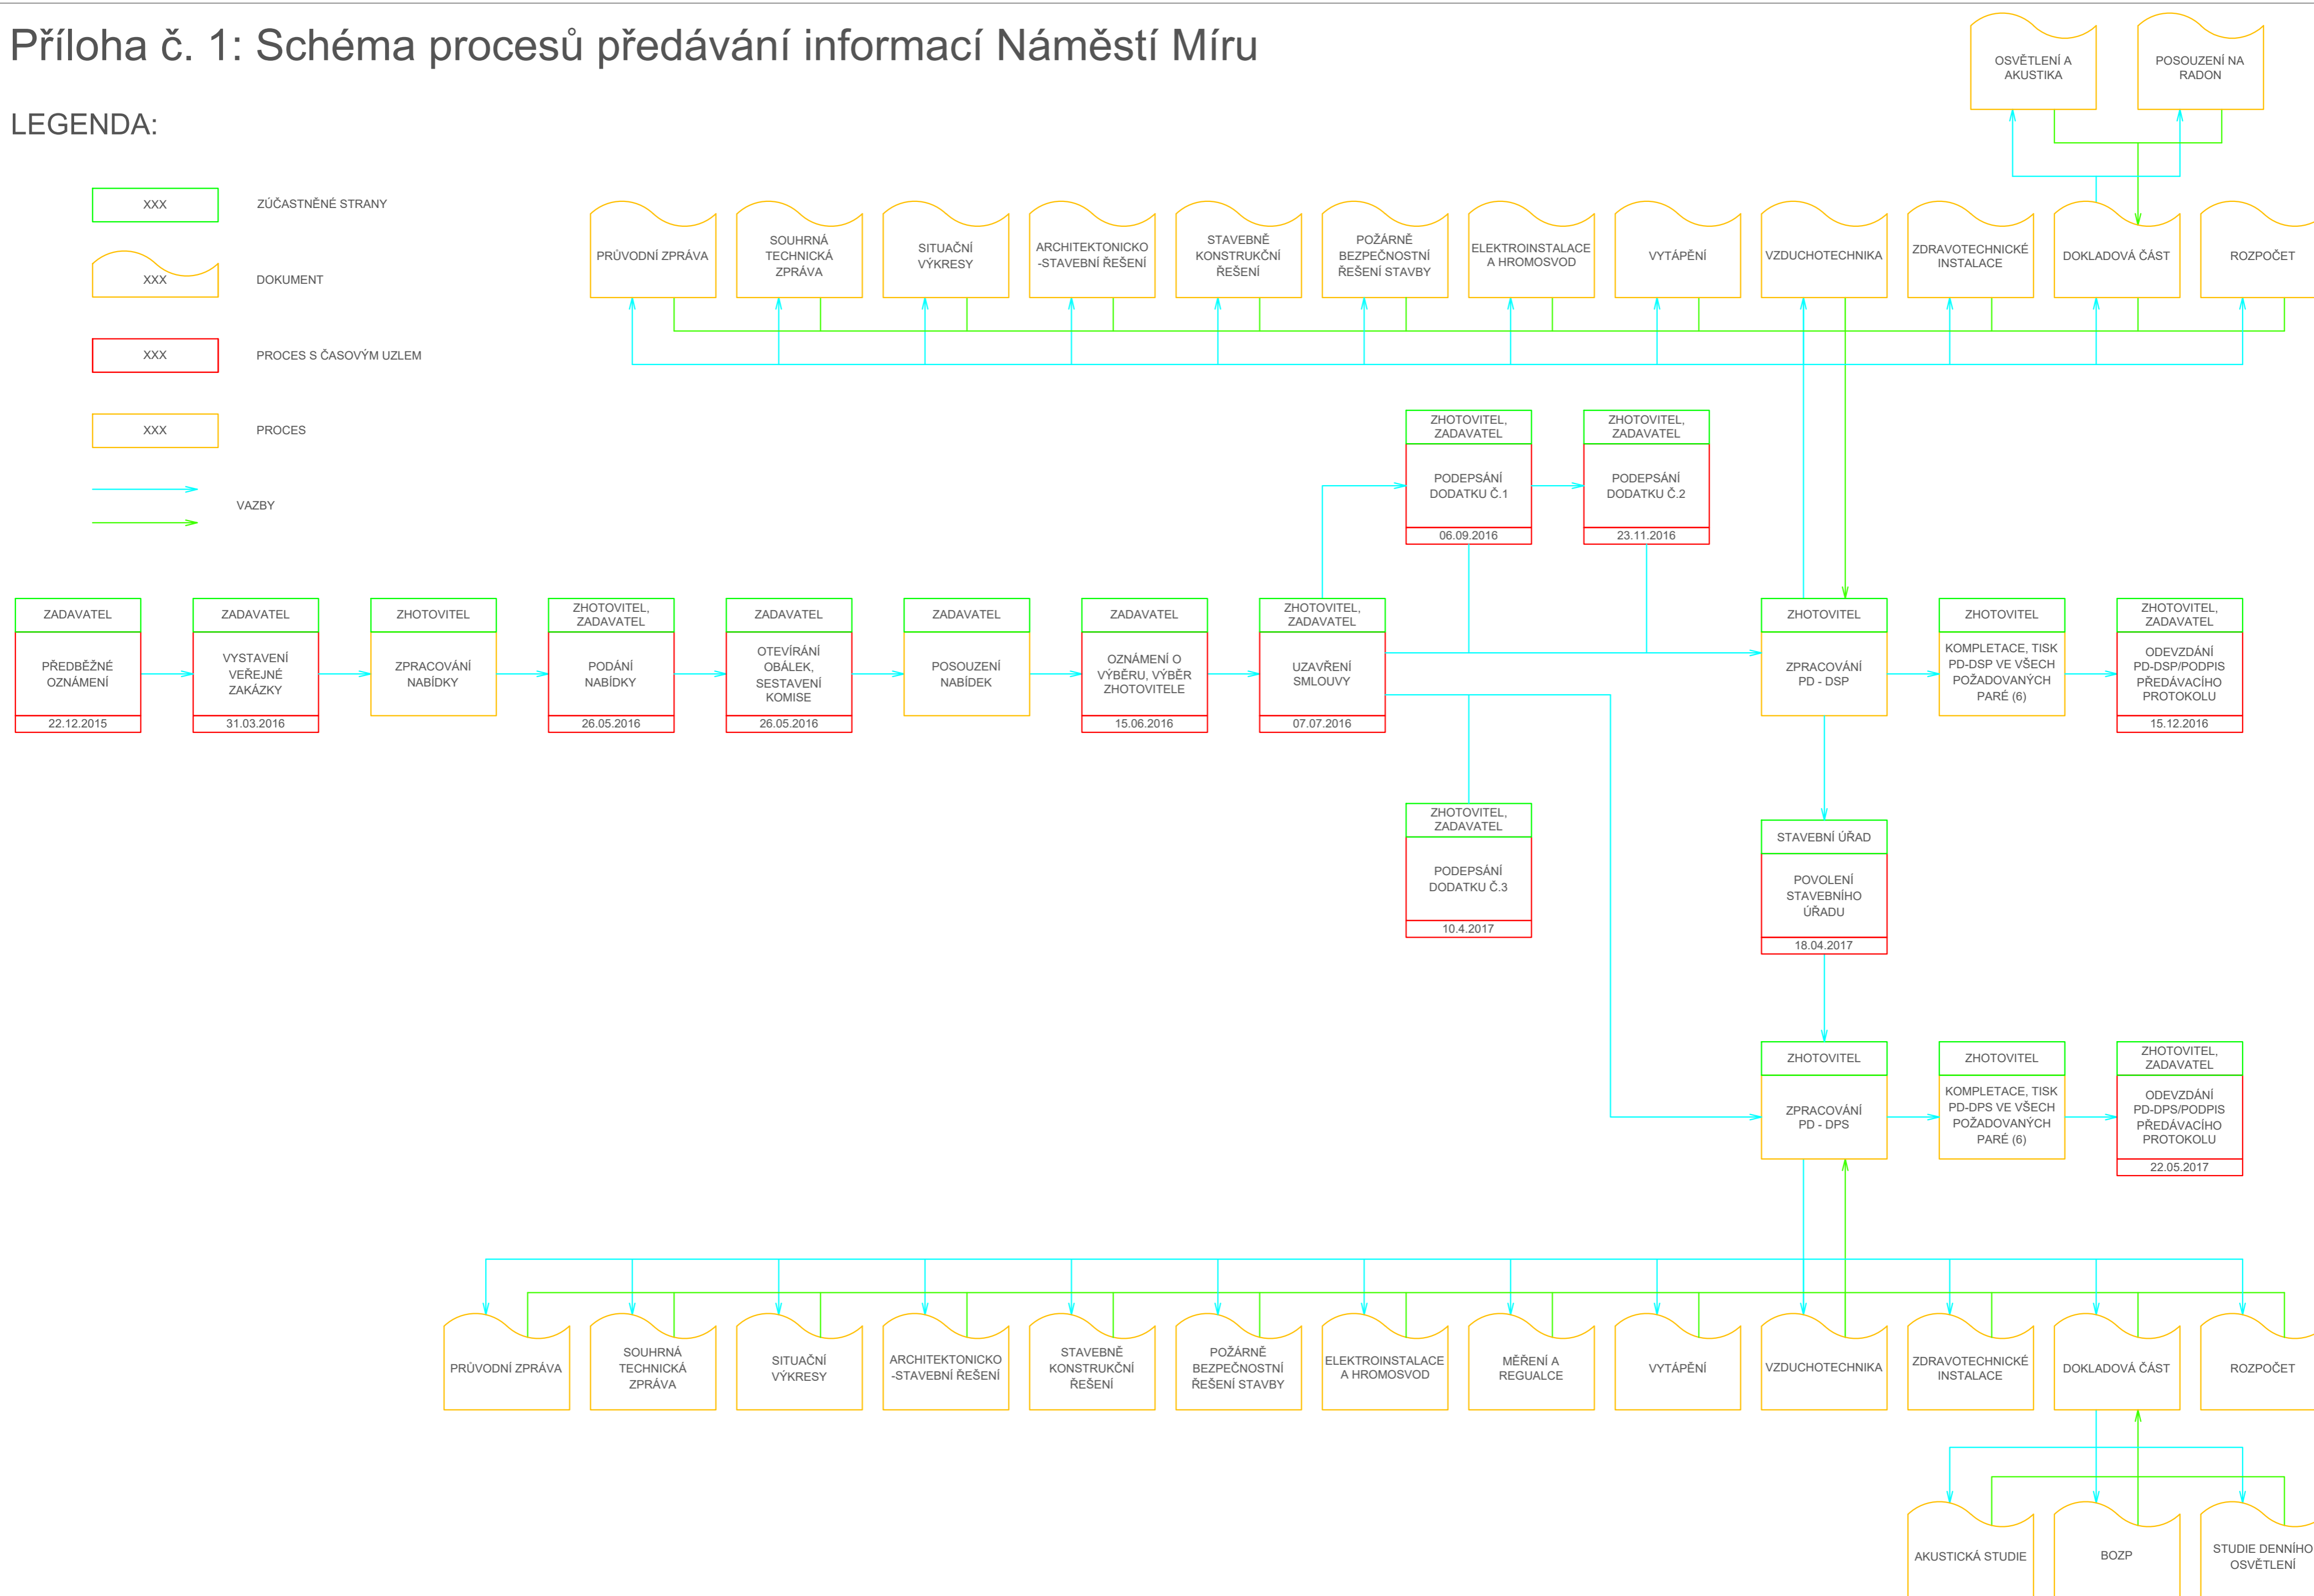 Příloha č. 1: Schéma procesů předávání informací Náměstí Míru
LEGENDA:
XXX
ZÚČASTNĚNÉ STRANY
XXX
DOKUMENT
XXX
PROCES S ČASOVÝM UZLEM
XXX
PROCES
VAZBY
OSVĚTLENÍ A
AKUSTIKA
POSOUZENÍ NA
RADON
PRŮVODNÍ ZPRÁVA
SOUHRNÁ
TECHNICKÁ
ZPRÁVA
SITUAČNÍ
VÝKRESY
ARCHITEKTONICKO
-STAVEBNÍ ŘEŠENÍ
STAVEBNĚ
KONSTRUKČNÍ
ŘEŠENÍ
POŽÁRNĚ
BEZPEČNOSTNÍ
ŘEŠENÍ STAVBY
ELEKTROINSTALACE
A HROMOSVOD
VYTÁPĚNÍ
VZDUCHOTECHNIKA
ZDRAVOTECHNICKÉ
INSTALACE
DOKLADOVÁ ČÁST
ROZPOČET
ZHOTOVITEL,
ZADAVATEL
PODEPSÁNÍ
DODATKU Č.1
06.09.2016
ZHOTOVITEL,
ZADAVATEL
PODEPSÁNÍ
DODATKU Č.2
23.11.2016
ZADAVATEL
PŘEDBĚŽNÉ
OZNÁMENÍ
22.12.2015
ZADAVATEL
VYSTAVENÍ
VEŘEJNÉ
ZAKÁZKY
31.03.2016
ZHOTOVITEL
ZPRACOVÁNÍ
NABÍDKY
ZHOTOVITEL,
ZADAVATEL
PODÁNÍ
NABÍDKY
26.05.2016
ZADAVATEL
OTEVÍRÁNÍ
OBÁLEK,
SESTAVENÍ
KOMISE
26.05.2016
ZADAVATEL
POSOUZENÍ
NABÍDEK
ZADAVATEL
OZNÁMENÍ O
VÝBĚRU, VÝBĚR
ZHOTOVITELE
15.06.2016
ZHOTOVITEL,
ZADAVATEL
UZAVŘENÍ
SMLOUVY
07.07.2016
ZHOTOVITEL
ZPRACOVÁNÍ
PD - DSP
ZHOTOVITEL
KOMPLETACE, TISK
PD-DSP VE VŠECH
POŽADOVANÝCH
PARÉ (6)
ZHOTOVITEL,
ZADAVATEL
ODEVZDÁNÍ
PD-DSP/PODPIS
PŘEDÁVACÍHO
PROTOKOLU
15.12.2016
ZHOTOVITEL,
ZADAVATEL
PODEPSÁNÍ
DODATKU Č.3
10.4.2017
STAVEBNÍ ÚŘAD
POVOLENÍ
STAVEBNÍHO
ÚŘADU
18.04.2017
ZHOTOVITEL
ZPRACOVÁNÍ
PD - DPS
ZHOTOVITEL
KOMPLETACE, TISK
PD-DPS VE VŠECH
POŽADOVANÝCH
PARÉ (6)
ZHOTOVITEL,
ZADAVATEL
ODEVZDÁNÍ
PD-DPS/PODPIS
PŘEDÁVACÍHO
PROTOKOLU
22.05.2017
PRŮVODNÍ ZPRÁVA
SOUHRNÁ
TECHNICKÁ
ZPRÁVA
SITUAČNÍ
VÝKRESY
ARCHITEKTONICKO
-STAVEBNÍ ŘEŠENÍ
STAVEBNĚ
KONSTRUKČNÍ
ŘEŠENÍ
POŽÁRNĚ
BEZPEČNOSTNÍ
ŘEŠENÍ STAVBY
ELEKTROINSTALACE
A HROMOSVOD
MĚŘENÍ A
REGUALCE
VYTÁPĚNÍ
VZDUCHOTECHNIKA
ZDRAVOTECHNICKÉ
INSTALACE
DOKLADOVÁ ČÁST
ROZPOČET
AKUSTICKÁ STUDIE
BOZP
STUDIE DENNÍHO
OSVĚTLENÍ